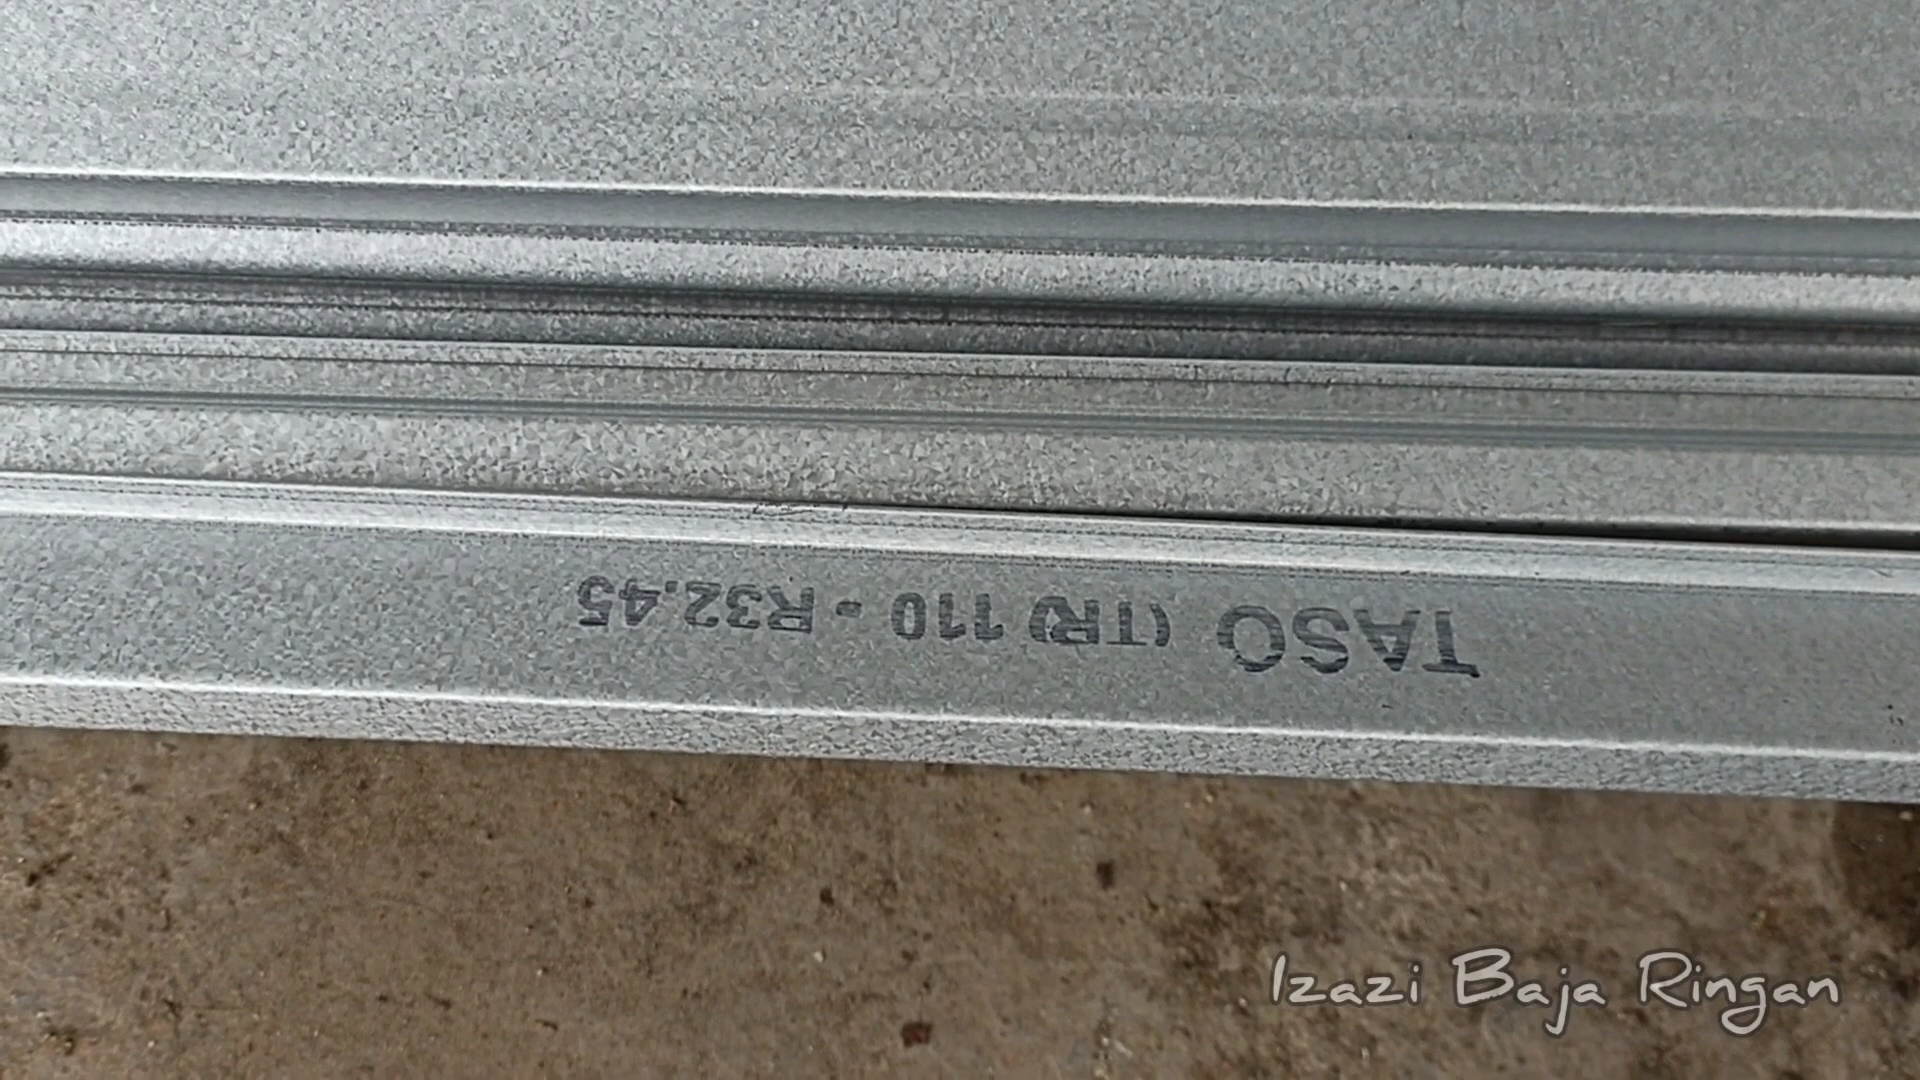 TASO (TR) 110 - R32.45
Izazi Baja Ringan